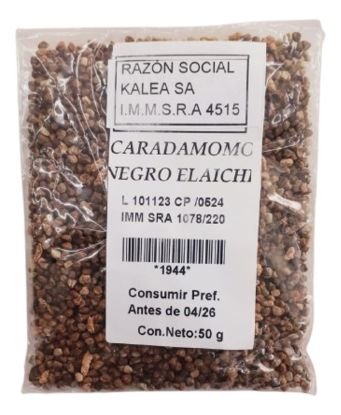 RAZÓN SOCIAL
KALEA SA
I.M.M.S.R.A 4515
CARADAMOMO
NEGRO ELAICHI
L 101123 CP /0524
IMM SRA 1078/220
*1944*
Consumir Pref.
Antes de 04/26
Con.Neto:50 g